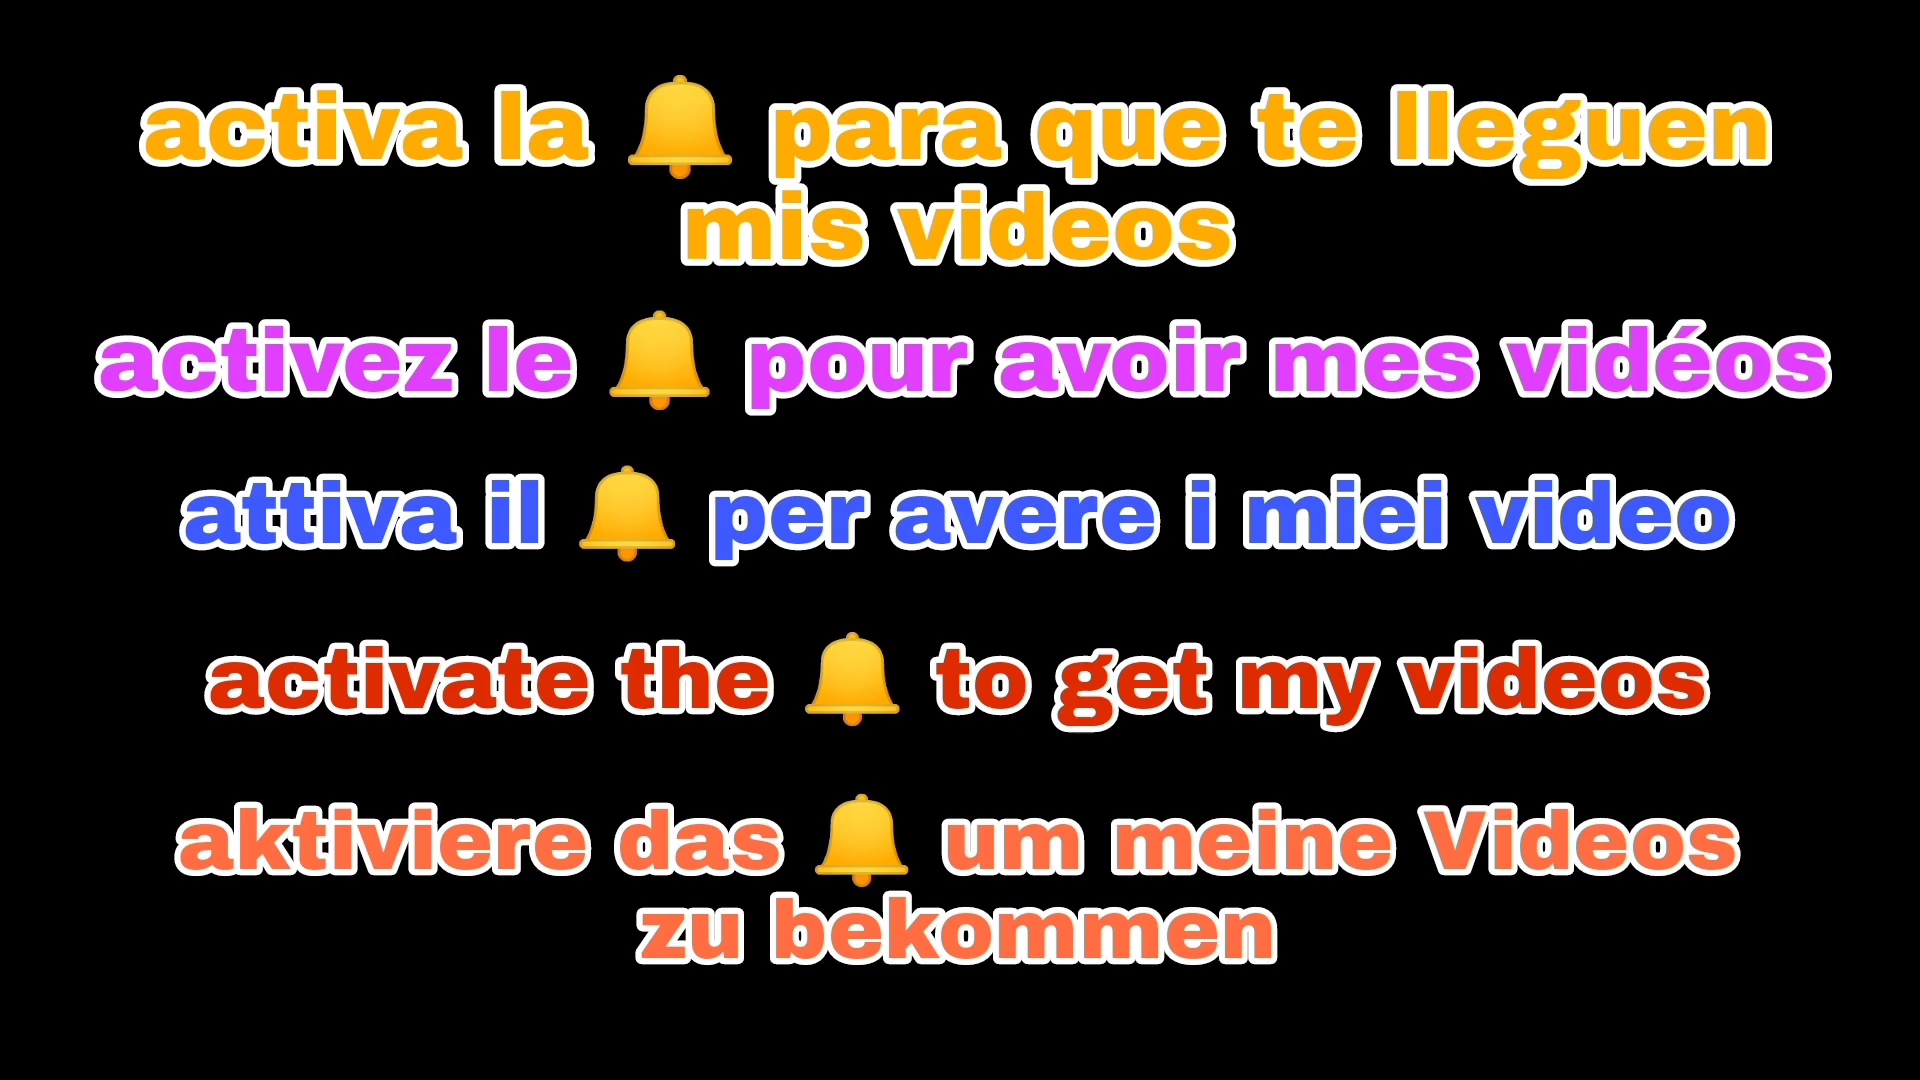 activa la 🔔 para que te lleguen
mis videos
activez le 🔔 pour avoir mes vidéos
attiva il 🔔 per avere i miei video
activate the 🔔 to get my videos
aktiviere das 🔔 um meine Videos
zu bekommen